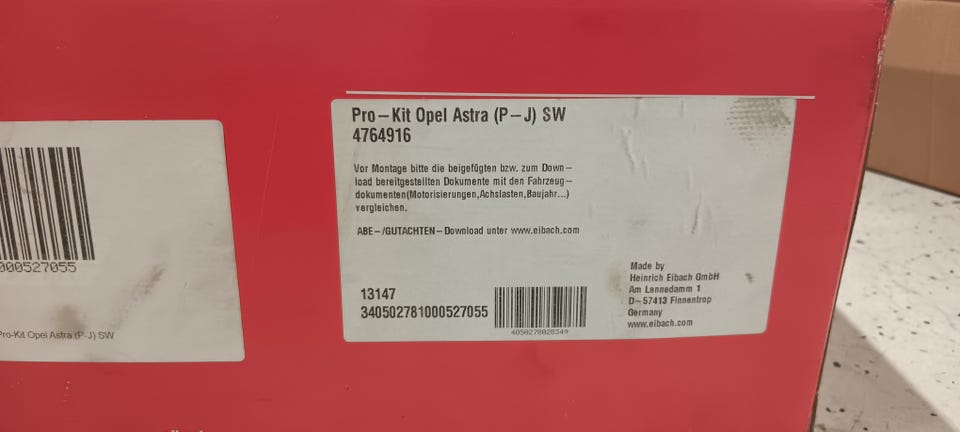 000527055
Pro-Kit Opel Astra (P-J) SW
Pro-Kit Opel Astra (P-J) SW
4764916
Vor Montage bitte die beigefügten bzw. zum Down-
load bereitgestellten Dokumente mit den Fahrzeug-
dokumenten(Motorisierungen,Achslasten,Baujahr...)
vergleichen.
ABE-/GUTACHTEN-Download unter www.eibach.com
13147
340502781000527055
4050278028349
Made by
Heinrich Eibach GmbH
Am Lennedamm 1
D-57413 Finnentrop
Germany
www.eibach.com